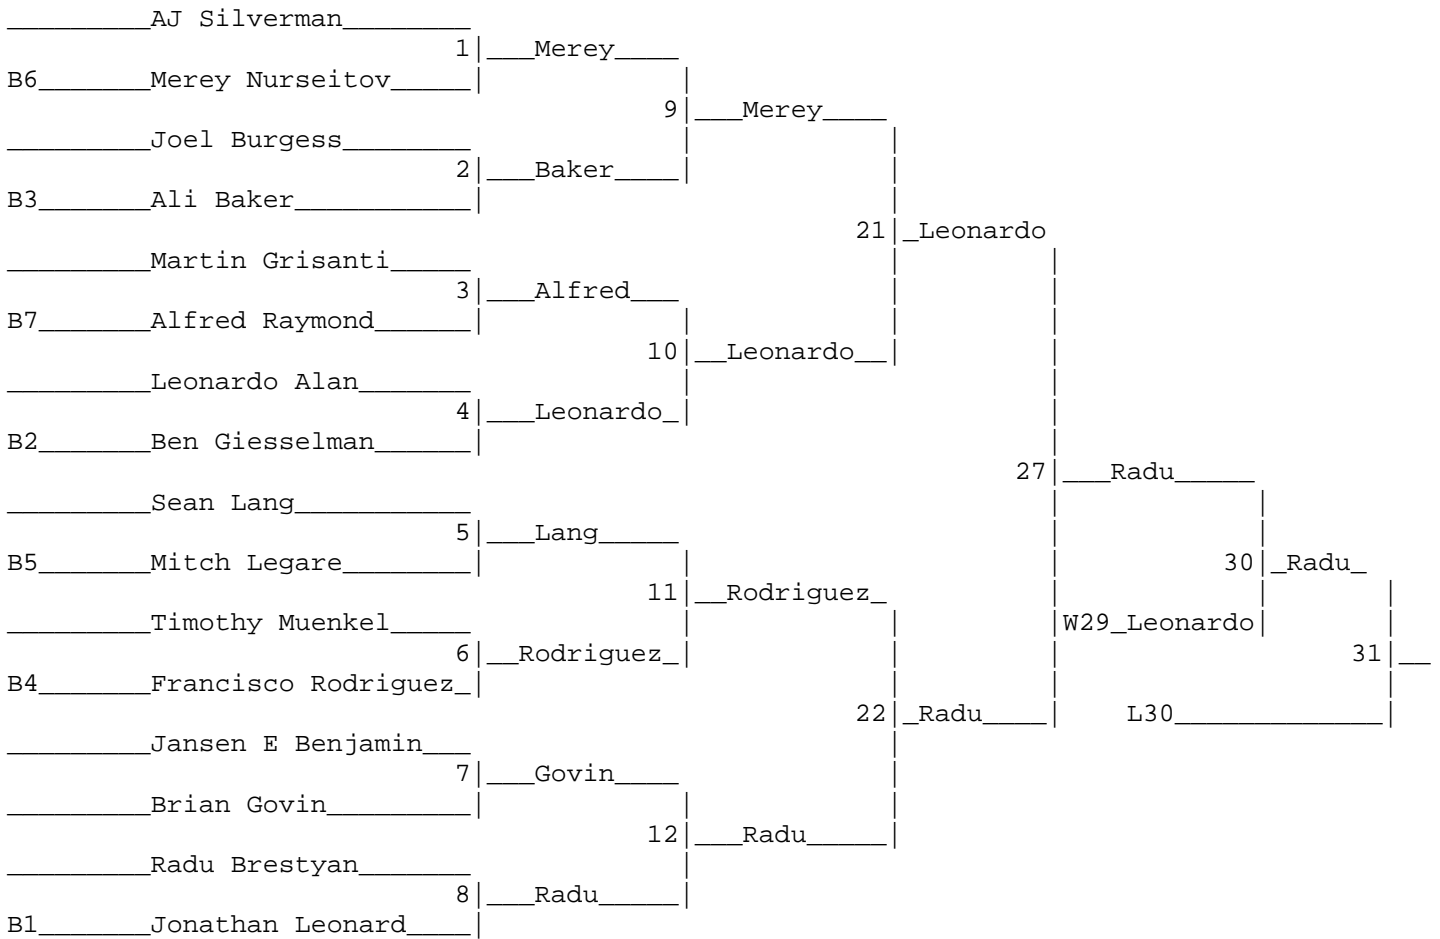 _________AJ Silverman________
1|___Merey____
B6_______Merey Nurseitov_____| |
9|___Merey____
_________Joel Burgess________ | |
2|___Baker____| |
B3_______Ali Baker___________| |
21|_Leonardo
_________Martin Grisanti_____ | |
3|___Alfred___ | |
B7_______Alfred Raymond______| | | |
10|__Leonardo__| |
_________Leonardo Alan_______ | |
4|___Leonardo_| |
B2_______Ben Giesselman______| |
27|___Radu_____
_________Sean Lang___________ | |
5|___Lang_____ | |
B5_______Mitch Legare________| | | 30|_Radu_
11|__Rodriguez_ | | |
_________Timothy Muenkel_____ | | |W29_Leonardo| |
6|__Rodriguez_| | | 31|__
B4_______Francisco Rodriguez_| | | |
22|_Radu____| L30_____________|
_________Jansen E Benjamin___ |
7|___Govin____ |
_________Brian Govin_________| | |
12|___Radu_____|
_________Radu Brestyan_______ |
8|___Radu_____|
B1_______Jonathan Leonard____|